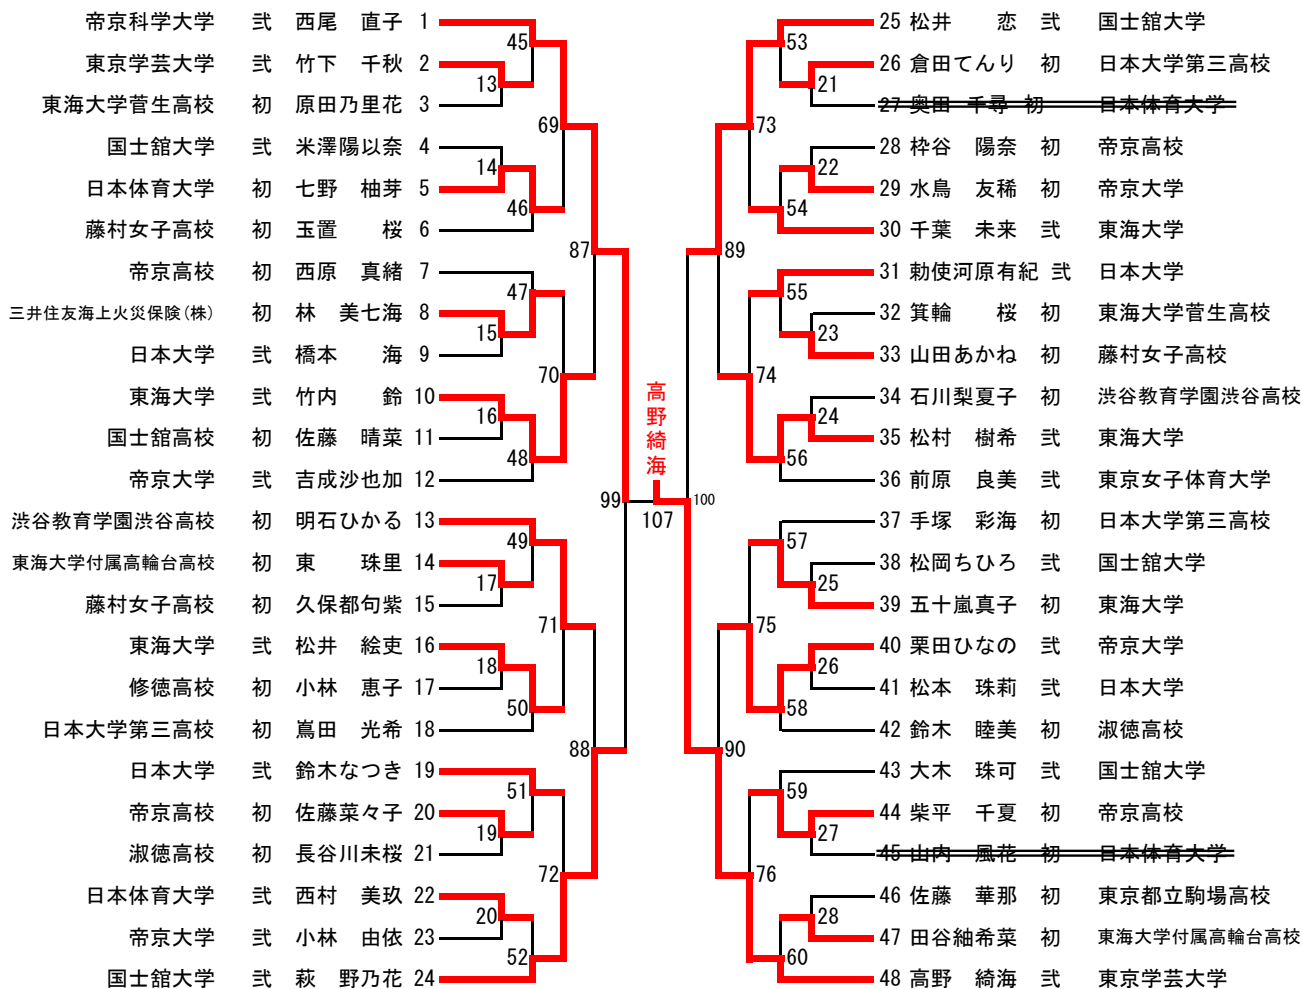 帝京科学大学 弐 西尾 直子 1
東京学芸大学 弐 竹下 千秋 2
東海大学菅生高校 初 原田乃里花 3
国士舘大学 弐 米澤陽以奈 4
日本体育大学 初 七野 柚芽 5
藤村女子高校 初 玉置 桜 6
帝京高校 初 西原 真緒 7
三井住友海上火災保険(株) 初 林 美七海 8
日本大学 弐 橋本 海 9
東海大学 弐 竹内 鈴 10
国士舘高校 初 佐藤 晴菜 11
帝京大学 弐 吉成沙也加 12
渋谷教育学園渋谷高校 初 明石ひかる 13
東海大学付属高輪台高校 初 東 珠里 14
藤村女子高校 初 久保都句紫 15
東海大学 弐 松井 絵吏 16
修徳高校 初 小林 恵子 17
日本大学第三高校 初 嶌田 光希 18
日本大学 弐 鈴木なつき 19
帝京高校 初 佐藤菜々子 20
淑徳高校 初 長谷川未桜 21
日本体育大学 弐 西村 美玖 22
帝京大学 弐 小林 由依 23
国士舘大学 弐 萩 野乃花 24
13
14
15
16
17
18
19
20
45
46
47
48
49
50
51
52
69
70
71
72
87
88
99
高野綺海
107
100
89
90
73
74
75
76
53
54
55
56
57
58
59
60
21
22
23
24
25
26
27
28
25 松井 恋 弐 国士舘大学
26 倉田てんり 初 日本大学第三高校
27 奥田 千尋 初 日本体育大学
28 枠谷 陽奈 初 帝京高校
29 水鳥 友稀 初 帝京大学
30 千葉 未来 弐 東海大学
31 勅使河原有紀 弐 日本大学
32 箕輪 桜 初 東海大学菅生高校
33 山田あかね 初 藤村女子高校
34 石川梨夏子 初 渋谷教育学園渋谷高校
35 松村 樹希 弐 東海大学
36 前原 良美 弐 東京女子体育大学
37 手塚 彩海 初 日本大学第三高校
38 松岡ちひろ 弐 国士舘大学
39 五十嵐真子 初 東海大学
40 栗田ひなの 弐 帝京大学
41 松本 珠莉 弐 日本大学
42 鈴木 睦美 初 淑徳高校
43 大木 珠可 弐 国士舘大学
44 柴平 千夏 初 帝京高校
45 山内 風花 初 日本体育大学
46 佐藤 華那 初 東京都立駒場高校
47 田谷紬希菜 初 東海大学付属高輪台高校
48 高野 綺海 弐 東京学芸大学